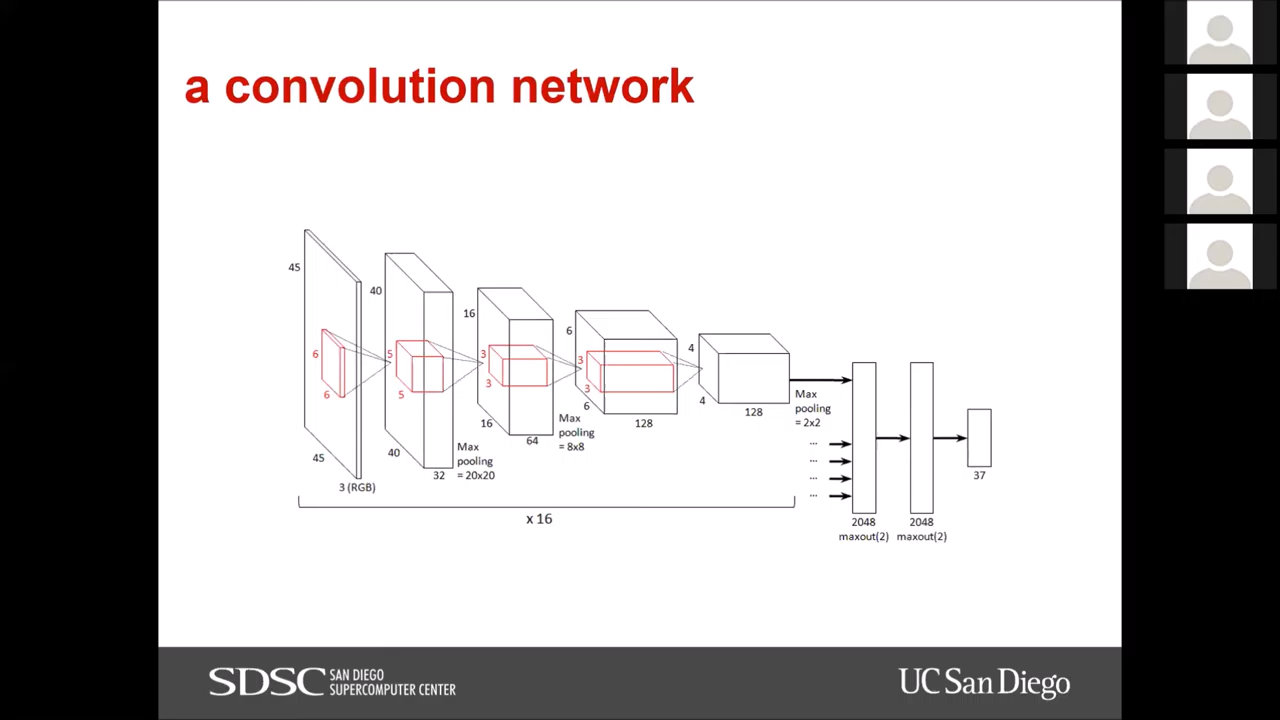 a convolution network
45
6
6
45
3 (RGB)
40
5
5
40
32
Max
pooling
= 20x20
16
3
3
16
64
Max
pooling
= 8x8
6
3
3
6
128
4
4
128
Max
pooling
= 2x2
...
...
...
...
2048
maxout(2)
2048
maxout(2)
37
x 16
SDSC
SAN DIEGO
SUPERCOMPUTER CENTER
UC San Diego